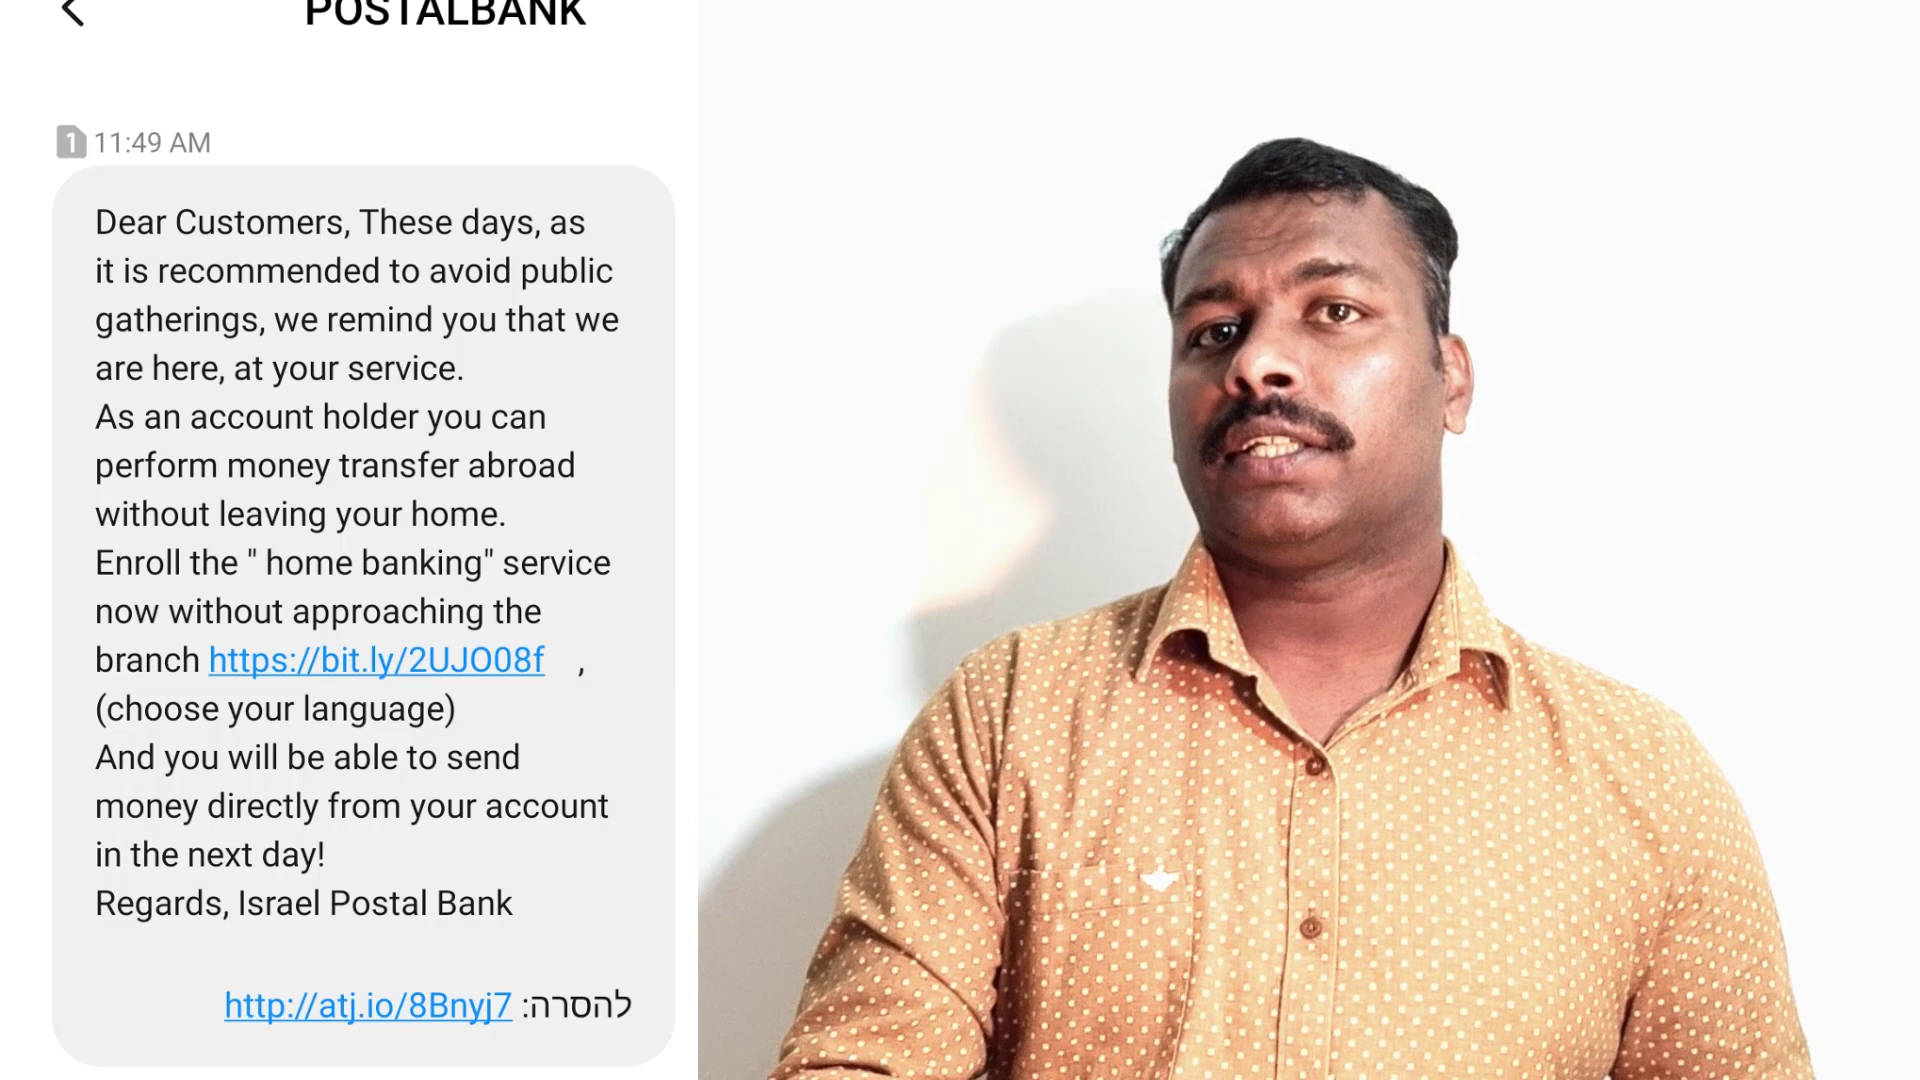 POSTALBANK
1 11:49 AM
Dear Customers, These days, as
it is recommended to avoid public
gatherings, we remind you that we
are here, at your service.
As an account holder you can
perform money transfer abroad
without leaving your home.
Enroll the " home banking" service
now without approaching the
branch https://bit.ly/2UJO08f ,
(choose your language)
And you will be able to send
money directly from your account
in the next day!
Regards, Israel Postal Bank
להסרה: http://atj.io/8Bnyj7